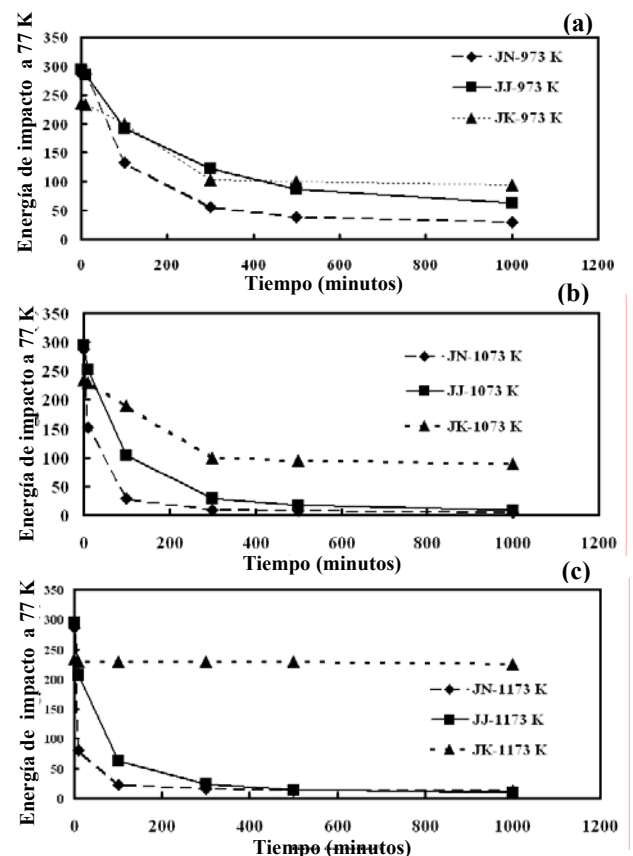 (a)
Energía de impacto a 77 K
350
300
250
200
150
100
50
0
JN-973 K
JJ-973 K
JK-973 K
0 200 400 600 800 1000 1200
Tiempo (minutos)
(b)
Energía de impacto a 77 K
350
300
250
200
150
100
50
0
JN-1073 K
JJ-1073 K
JK-1073 K
0 200 400 600 800 1000 1200
Tiempo (minutos)
(c)
Energía de impacto a 77 K
350
300
250
200
150
100
50
0
JN-1173 K
JJ-1173 K
JK-1173 K
0 200 400 600 800 1000 1200
Tiempo (minutos)